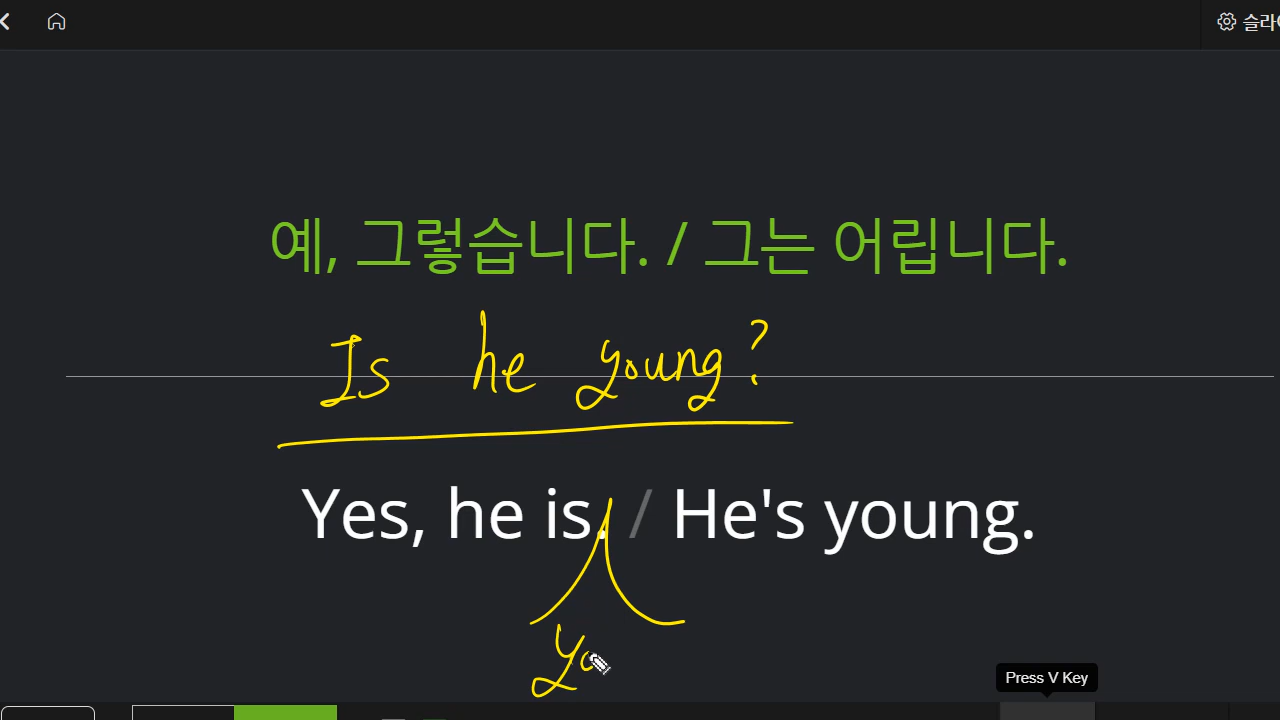 슬라
예, 그렇습니다. / 그는 어립니다.
Is he young?
Yes, he is. / He's young.
yo
Press V Key